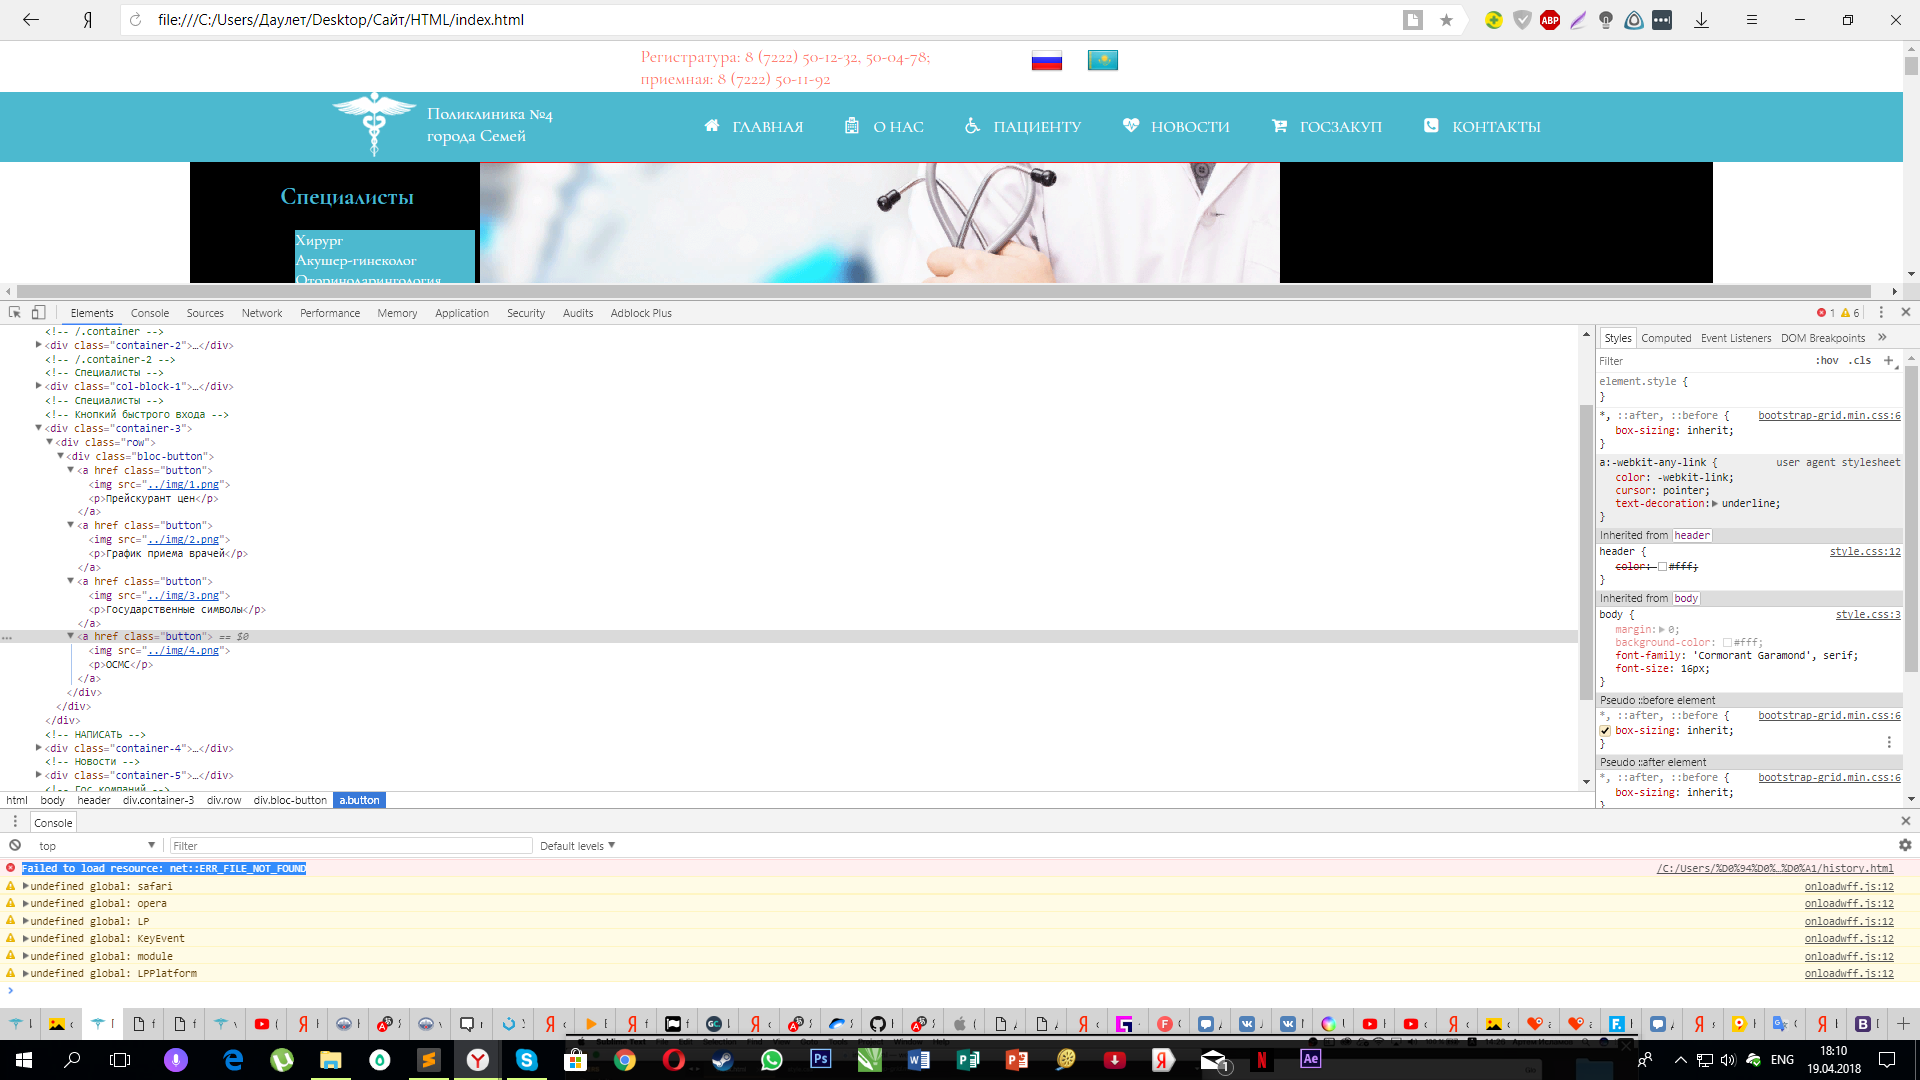 file:///C:/Users/Даулет/Desktop/Сайт/HTML/index.html
Регистратура: 8 (7222) 50-12-32, 50-04-78;
приемная: 8 (7222) 50-11-92
Поликлиника №4
города Семей
ГЛАВНАЯ
О НАС
ПАЦИЕНТУ
НОВОСТИ
ГОСЗАКУП
КОНТАКТЫ
Специалисты
Хирург
Акушер-гинеколог
Оториноларингология
Elements Console Sources Network Performance Memory Application Security Audits Adblock Plus
1 6
<!-- /.container -->
<div class="container-2">…</div>
<!-- /.container-2 -->
<!-- Специалисты -->
<div class="col-block-1">…</div>
<!-- Специалисты -->
<!-- Кнопкий быстрого входа -->
<div class="container-3">
<div class="row">
<div class="bloc-button">
<a href class="button">
<img src="../img/1.png">
<p>Прейскурант цен</p>
</a>
<a href class="button">
<img src="../img/2.png">
<p>График приема врачей</p>
</a>
<a href class="button">
<img src="../img/3.png">
<p>Государственные символы</p>
</a>
<a href class="button"> == $0
<img src="../img/4.png">
<p>ОСМС</p>
</a>
</div>
</div>
</div>
<!-- НАПИСАТЬ -->
<div class="container-4">…</div>
<!-- Новости -->
<div class="container-5">…</div>
<!-- Гос компаний -->
html body header div.container-3 div.row div.bloc-button a.button
Styles Computed Event Listeners DOM Breakpoints
Filter :hov .cls +
element.style {
}
*, ::after, ::before { bootstrap-grid.min.css:6
box-sizing: inherit;
}
a:-webkit-any-link { user agent stylesheet
color: -webkit-link;
cursor: pointer;
text-decoration: underline;
}
Inherited from header
header { style.css:12
color: #fff;
}
Inherited from body
body { style.css:3
margin: 0;
background-color: #fff;
font-family: 'Cormorant Garamond', serif;
font-size: 16px;
}
Pseudo ::before element
*, ::after, ::before { bootstrap-grid.min.css:6
box-sizing: inherit;
}
Pseudo ::after element
*, ::after, ::before { bootstrap-grid.min.css:6
box-sizing: inherit;
}
Console
top Filter Default levels
Failed to load resource: net::ERR_FILE_NOT_FOUND /C:/Users/%D0%94%D0%…%D0%A1/history.html
undefined global: safari onloadwff.js:12
undefined global: opera onloadwff.js:12
undefined global: LP onloadwff.js:12
undefined global: KeyEvent onloadwff.js:12
undefined global: module onloadwff.js:12
undefined global: LPPlatform onloadwff.js:12
ENG
18:10
19.04.2018